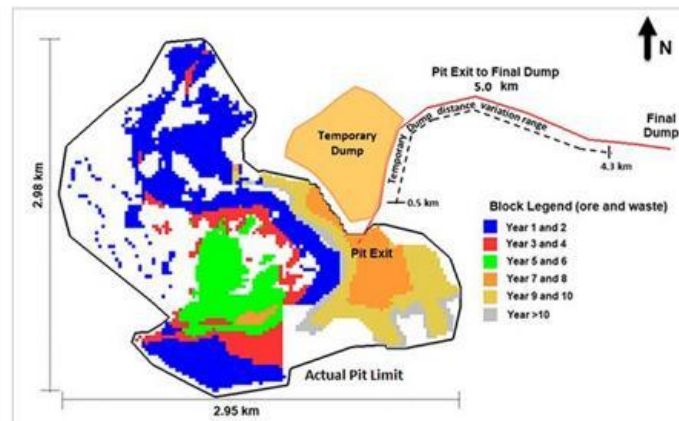 N
Pit Exit to Final Dump
5.0 km
Temporary Dump distance variation range
Final
Dump
Temporary
Dump
4.3 km
0.5 km
2.98 km
Block Legend (ore and waste)
Year 1 and 2
Year 3 and 4
Year 5 and 6
Year 7 and 8
Year 9 and 10
Year >10
Pit Exit
Actual Pit Limit
2.95 km